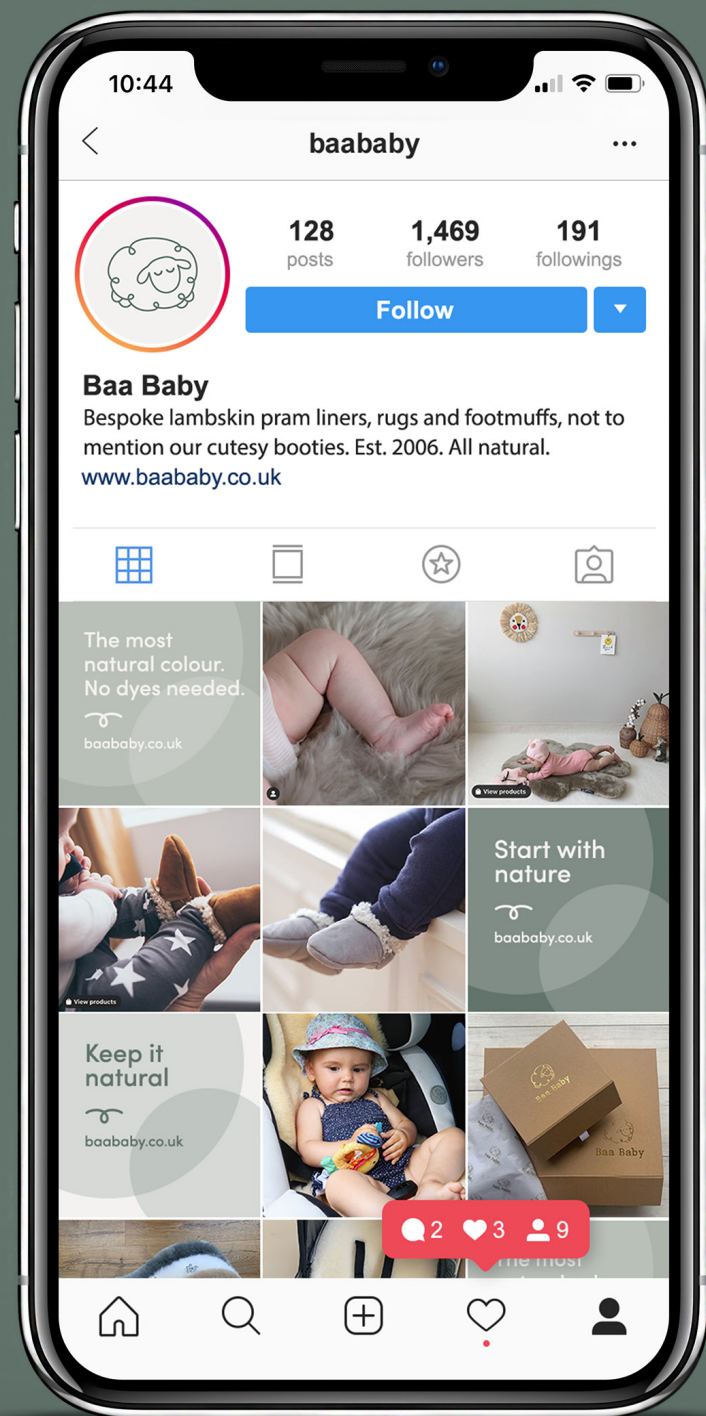 10:44
baababy
128
posts
1,469
followers
191
followings
Follow
Baa Baby
Bespoke lambskin pram liners, rugs and footmuffs, not to
mention our cutesy booties. Est. 2006. All natural.
www.baababy.co.uk
The most
natural colour.
No dyes needed.
baababy.co.uk
View products
View products
Start with
nature
baababy.co.uk
Keep it
natural
baababy.co.uk
Baa Baby
Baa Baby
2 3 9
The most